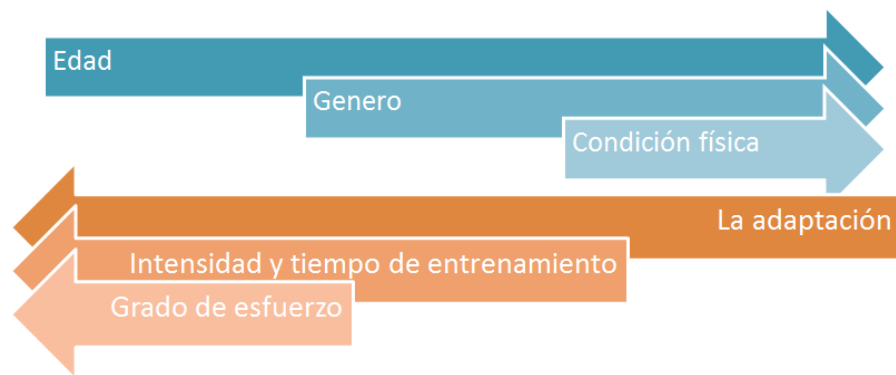 Edad
Genero
Condición física
La adaptación
Intensidad y tiempo de entrenamiento
Grado de esfuerzo